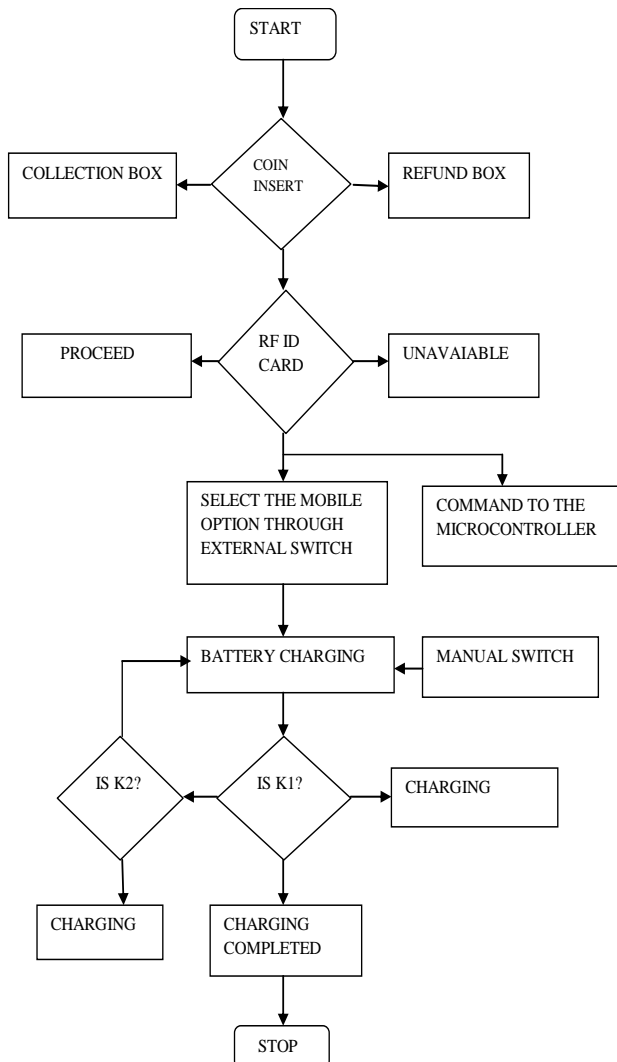 START
COIN
INSERT
COLLECTION BOX
REFUND BOX
RF ID
CARD
PROCEED
UNAVAIABLE
SELECT THE MOBILE
OPTION THROUGH
EXTERNAL SWITCH
COMMAND TO THE
MICROCONTROLLER
BATTERY CHARGING
MANUAL SWITCH
IS K2?
IS K1?
CHARGING
CHARGING
CHARGING
COMPLETED
STOP